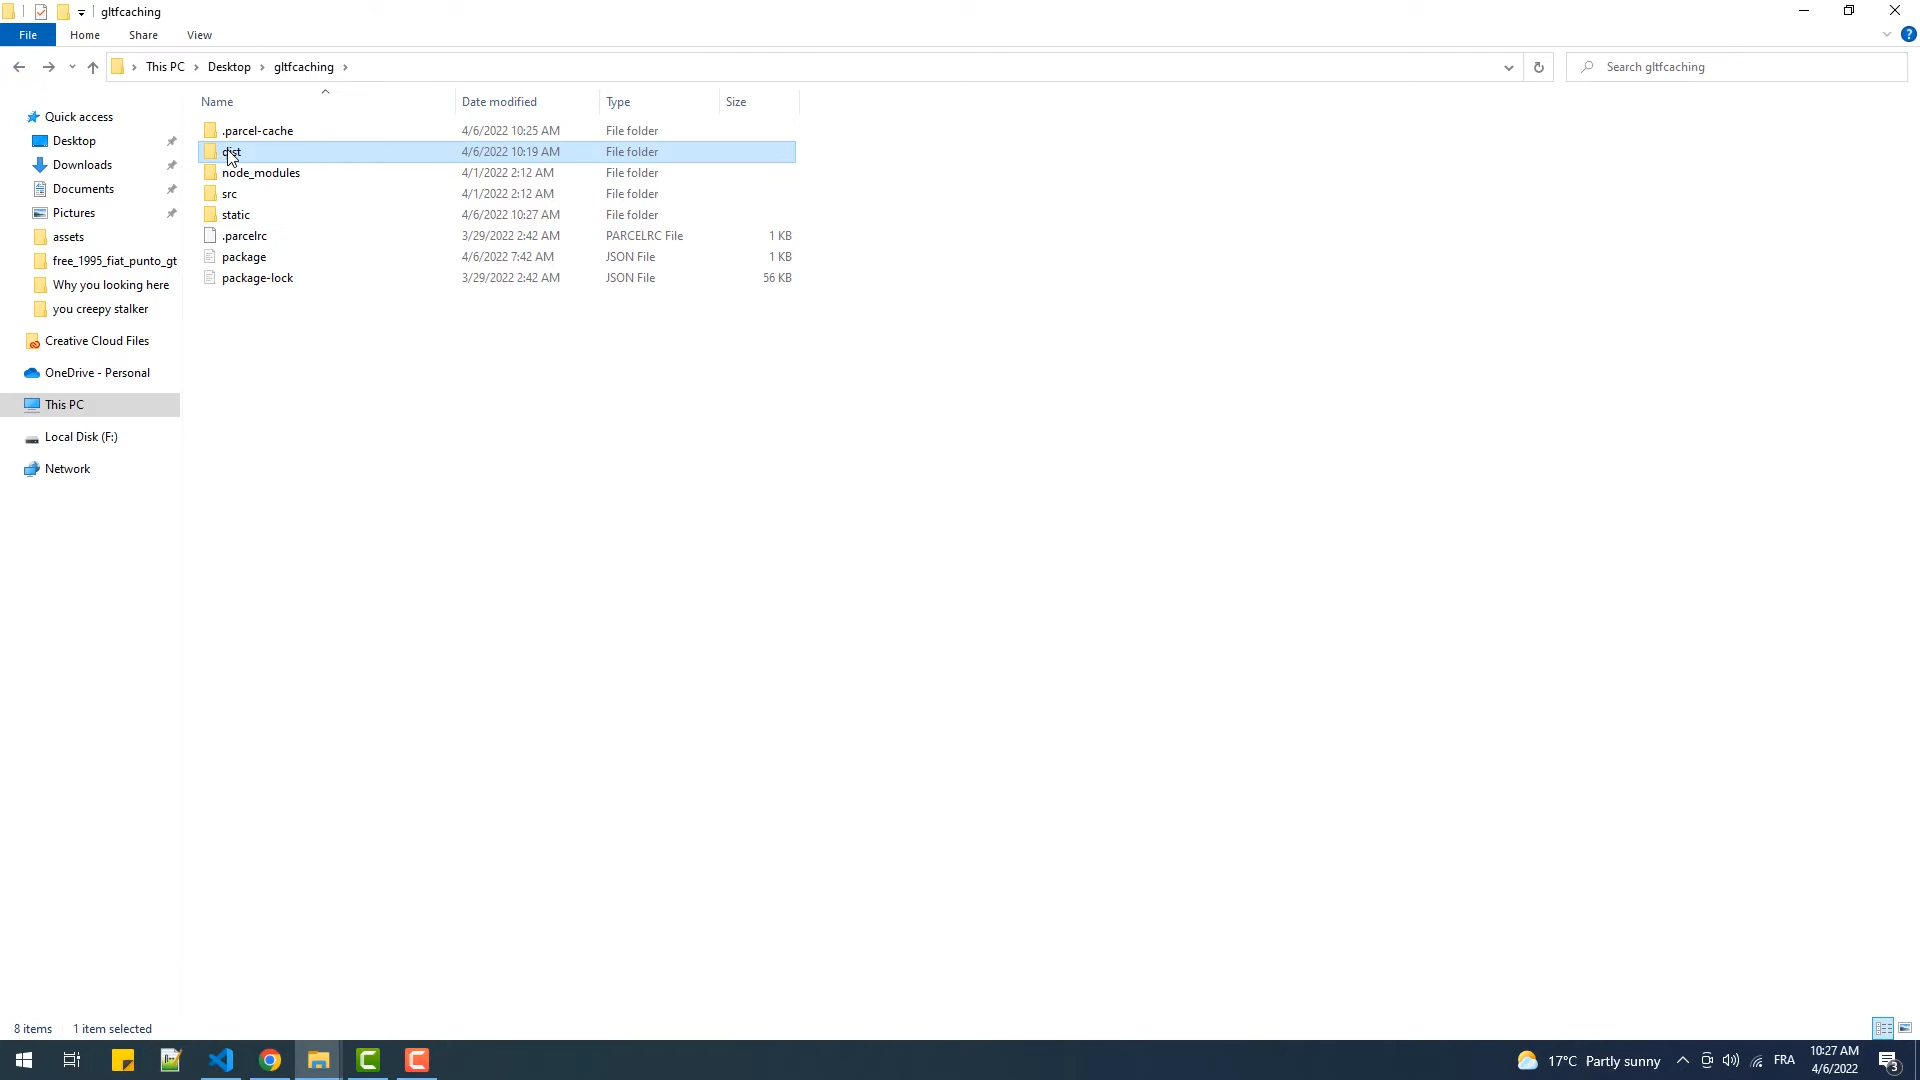 gltfcaching
File Home Share View
This PC Desktop gltfcaching
Search gltfcaching
Name Date modified Type Size
.parcel-cache 4/6/2022 10:25 AM File folder
dist 4/6/2022 10:19 AM File folder
node_modules 4/1/2022 2:12 AM File folder
src 4/1/2022 2:12 AM File folder
static 4/6/2022 10:27 AM File folder
.parcelrc 3/29/2022 2:42 AM PARCELRC File 1 KB
package 4/6/2022 7:42 AM JSON File 1 KB
package-lock 3/29/2022 2:42 AM JSON File 56 KB
Quick access
Desktop
Downloads
Documents
Pictures
assets
free_1995_fiat_punto_gt
Why you looking here
you creepy stalker
Creative Cloud Files
OneDrive - Personal
This PC
Local Disk (F:)
Network
8 items 1 item selected
17°C Partly sunny FRA 10:27 AM
4/6/2022
3